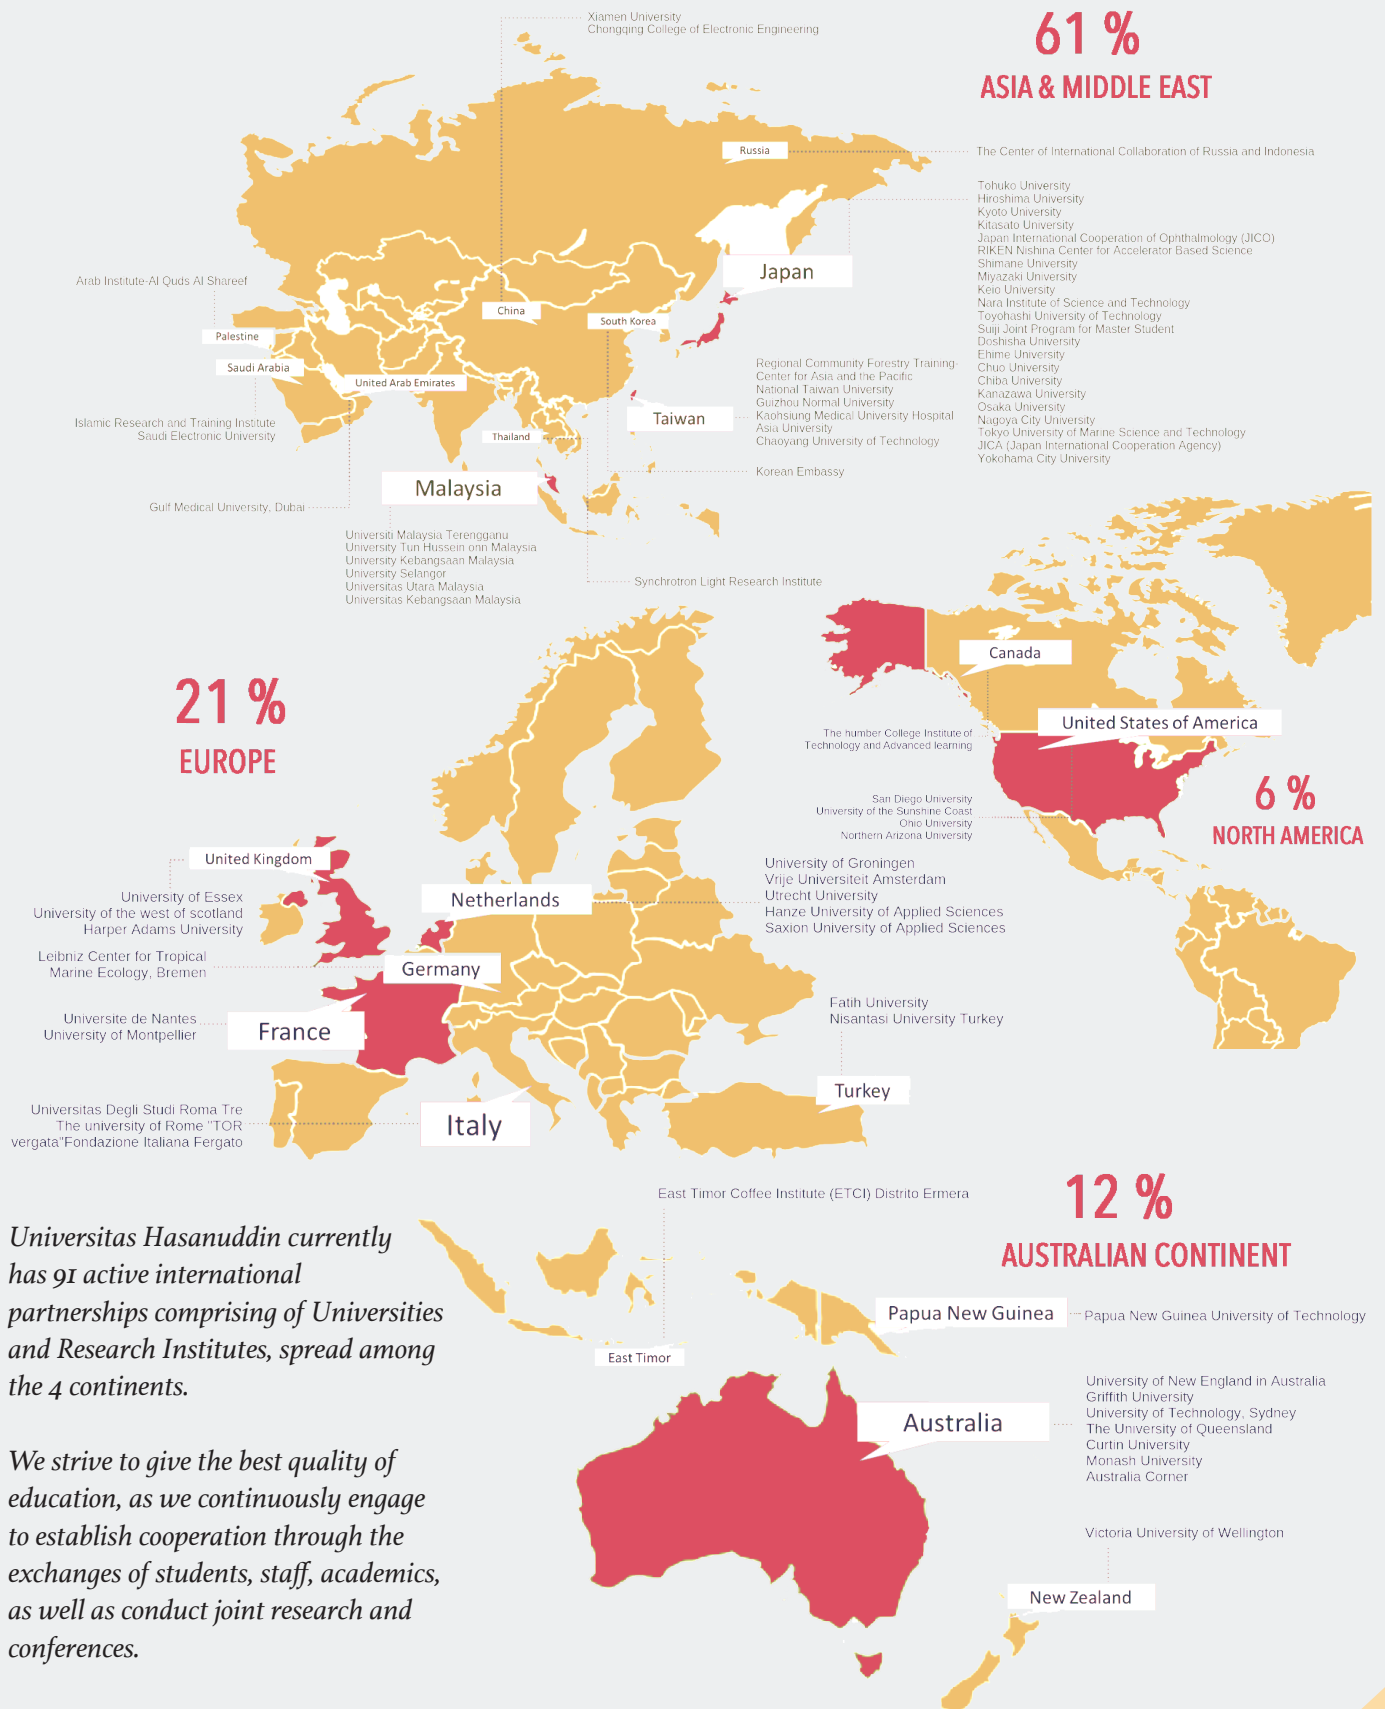 Xiamen University
Chongqing College of Electronic Engineering
61 %
ASIA & MIDDLE EAST
Russia
The Center of International Collaboration of Russia and Indonesia
Tohuko University
Hiroshima University
Kyoto University
Kitasato University
Japan International Cooperation of Ophthalmology (JICO)
RIKEN Nishina Center for Accelerator Based Science
Shimane University
Miyazaki University
Keio University
Nara Institute of Science and Technology
Toyohashi University of Technology
Suiji Joint Program for Master Student
Doshisha University
Ehime University
Chuo University
Chiba University
Kanazawa University
Osaka University
Nagoya City University
Tokyo University of Marine Science and Technology
JICA (Japan International Cooperation Agency)
Yokohama City University
Japan
Arab Institute-Al Quds Al Shareef
Palestine
China
South Korea
Saudi Arabia
United Arab Emirates
Islamic Research and Training Institute
Saudi Electronic University
Regional Community Forestry Training-
Center for Asia and the Pacific
National Taiwan University
Guizhou Normal University
Kaohsiung Medical University Hospital
Asia University
Chaoyang University of Technology
Taiwan
Thailand
Korean Embassy
Malaysia
Gulf Medical University, Dubai
Universiti Malaysia Terengganu
University Tun Hussein onn Malaysia
University Kebangsaan Malaysia
University Selangor
Universitas Utara Malaysia
Universitas Kebangsaan Malaysia
Synchrotron Light Research Institute
21 %
EUROPE
Canada
United States of America
The humber College Institute of
Technology and Advanced learning
San Diego University
University of the Sunshine Coast
Ohio University
Northern Arizona University
6 %
NORTH AMERICA
United Kingdom
University of Essex
University of the west of scotland
Harper Adams University
Netherlands
University of Groningen
Vrije Universiteit Amsterdam
Utrecht University
Hanze University of Applied Sciences
Saxion University of Applied Sciences
Leibniz Center for Tropical
Marine Ecology, Bremen
Germany
Universite de Nantes
University of Montpellier
France
Fatih University
Nisantasi University Turkey
Turkey
Universitas Degli Studi Roma Tre
The university of Rome "TOR
vergata"Fondazione Italiana Fergato
Italy
East Timor Coffee Institute (ETCI) Distrito Ermera
12 %
AUSTRALIAN CONTINENT
Universitas Hasanuddin currently
has 91 active international
partnerships comprising of Universities
and Research Institutes, spread among
the 4 continents.
We strive to give the best quality of
education, as we continuously engage
to establish cooperation through the
exchanges of students, staff, academics,
as well as conduct joint research and
conferences.
Papua New Guinea
Papua New Guinea University of Technology
East Timor
Australia
University of New England in Australia
Griffith University
University of Technology, Sydney
The University of Queensland
Curtin University
Monash University
Australia Corner
Victoria University of Wellington
New Zealand